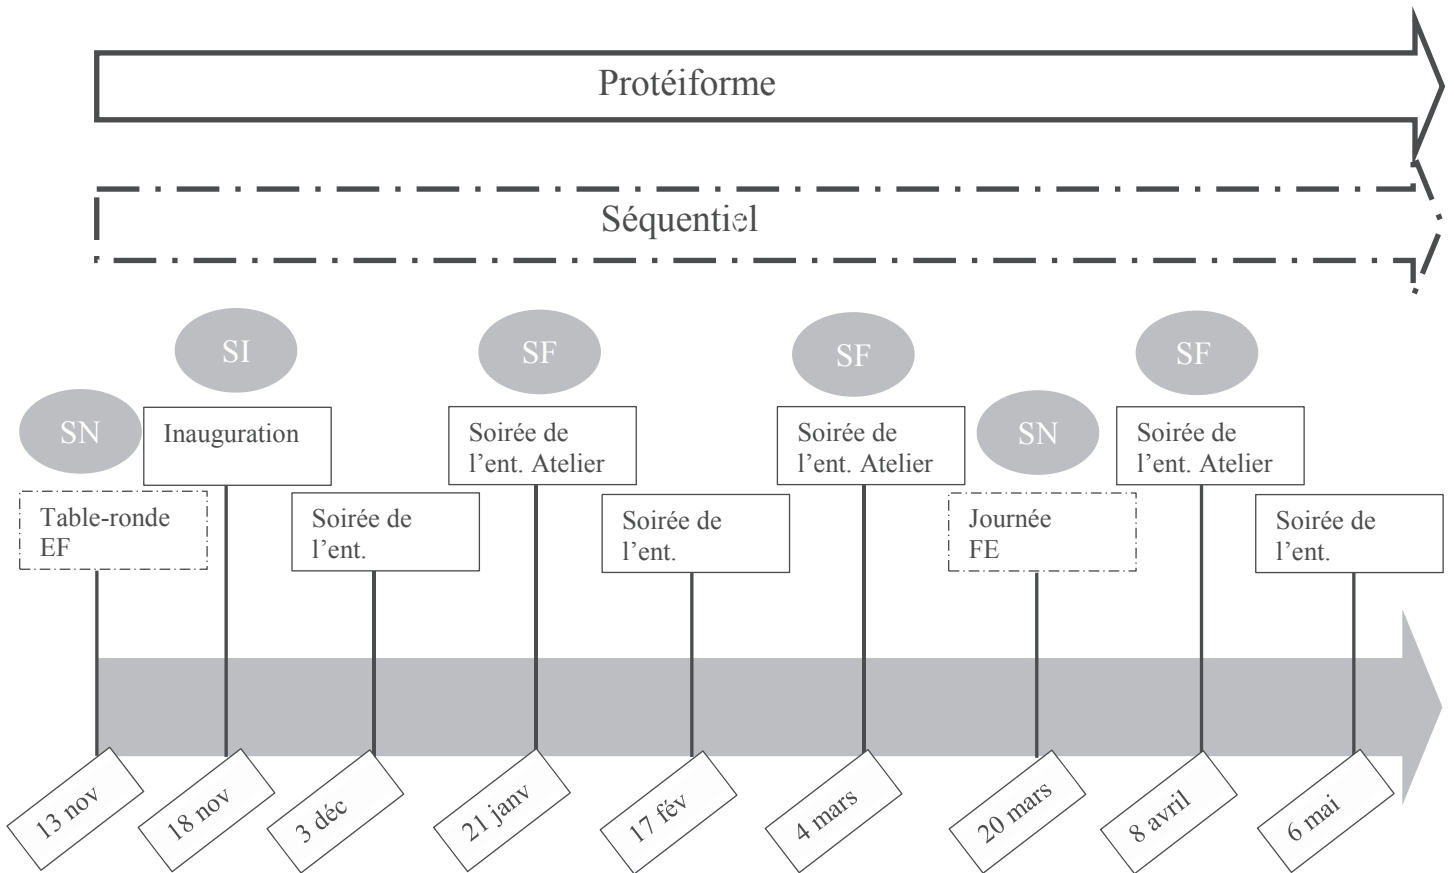 Protéiforme
Séquentiel
SI
SF
SF
SF
SN
SN
Inauguration
Soirée de
l’ent. Atelier
Soirée de
l’ent. Atelier
Soirée de
l’ent. Atelier
Table-ronde
EF
Soirée de
l’ent.
Soirée de
l’ent.
Journée
FE
Soirée de
l’ent.
13 nov
18 nov
3 déc
21 janv
17 fév
4 mars
20 mars
8 avril
6 mai